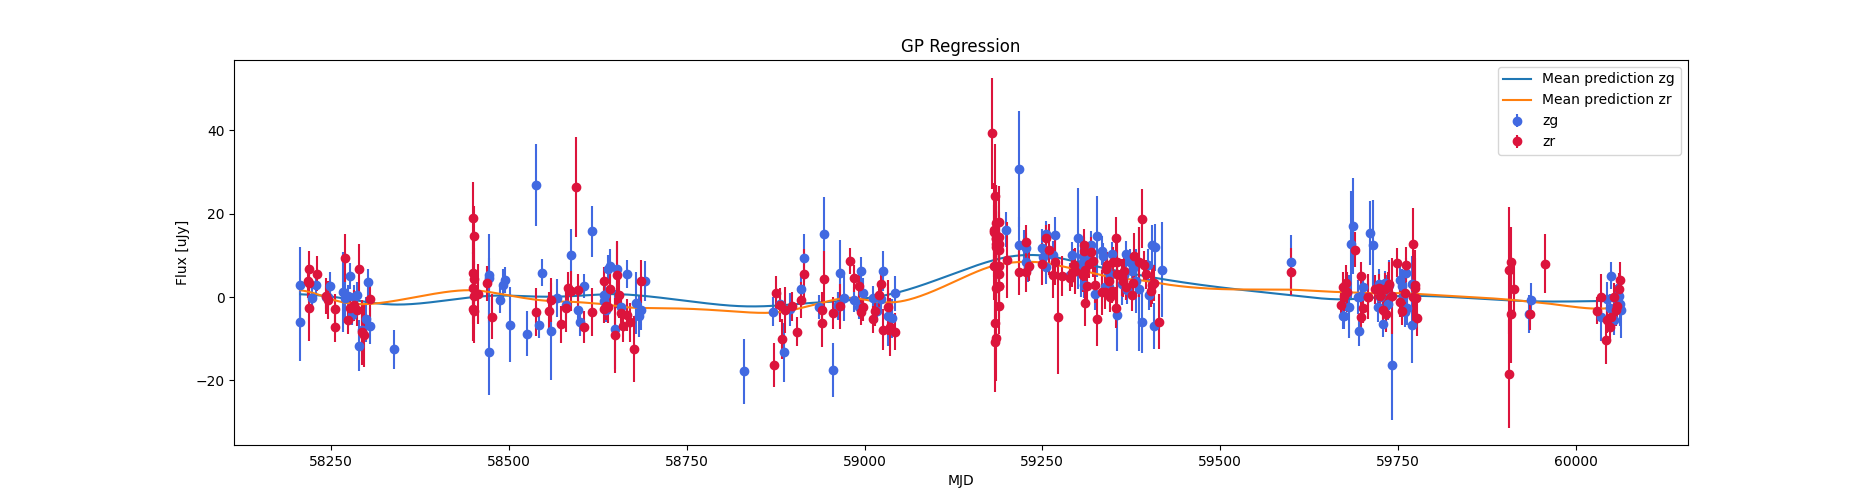 GP Regression
Mean prediction zg
Mean prediction zr
zg
zr
Flux [uJy]
40
20
0
−20
58250
58500
58750
59000
59250
59500
59750
60000
MJD